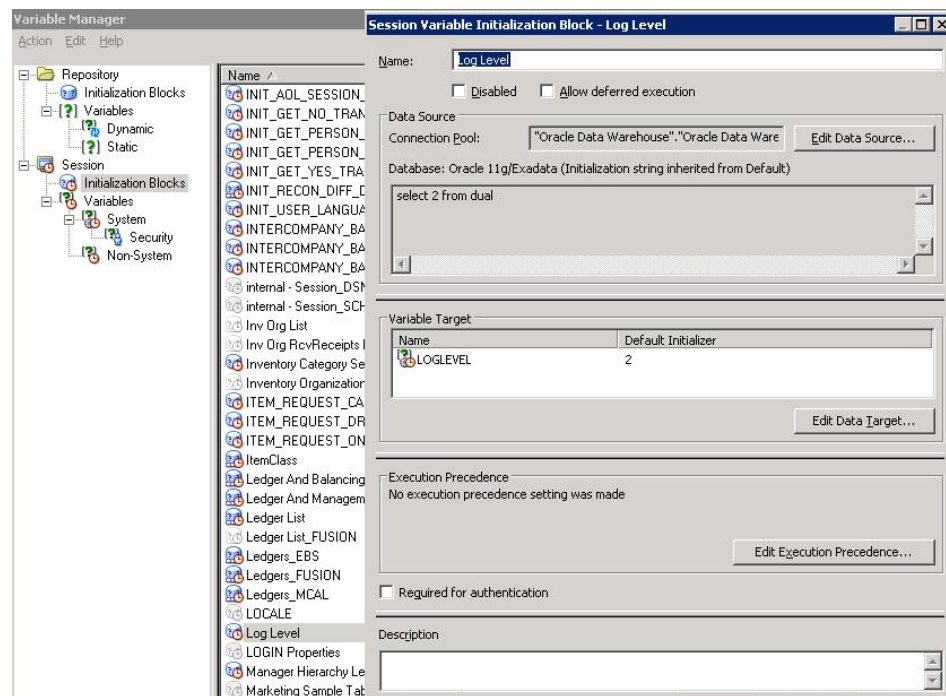 Variable Manager
Action Edit Help
Repository
Initialization Blocks
Variables
Dynamic
Static
Session
Initialization Blocks
Variables
System
Security
Non-System
Name
INIT_AOL_SESSION_
INIT_GET_NO_TRAN
INIT_GET_PERSON_
INIT_GET_PERSON_
INIT_GET_YES_TRA
INIT_RECON_DIFF_D
INIT_USER_LANGUA
INTERCOMPANY_BA
INTERCOMPANY_BA
INTERCOMPANY_BA
internal - Session_DSN
internal - Session_SCH
Inv Org List
Inv Org RcvReceipts
Inventory Category Se
Inventory Organization
ITEM_REQUEST_CA
ITEM_REQUEST_DR
ITEM_REQUEST_ON
ItemClass
Ledger And Balancing
Ledger And Managem
Ledger List
Ledger List_FUSION
Ledgers_EBS
Ledgers_FUSION
Ledgers_MCAL
LOCALE
Log Level
LOGIN Properties
Manager Hierarchy Le
Marketing Sample Tab
Session Variable Initialization Block - Log Level
Name: Log Level
Disabled Allow deferred execution
Data Source
Connection Pool: "Oracle Data Warehouse"."Oracle Data Ware Edit Data Source...
Database: Oracle 11g/Exadata (Initialization string inherited from Default)
select 2 from dual
Variable Target
Name Default Initializer
LOGLEVEL 2
Edit Data Target...
Execution Precedence
No execution precedence setting was made
Edit Execution Precedence...
Required for authentication
Description